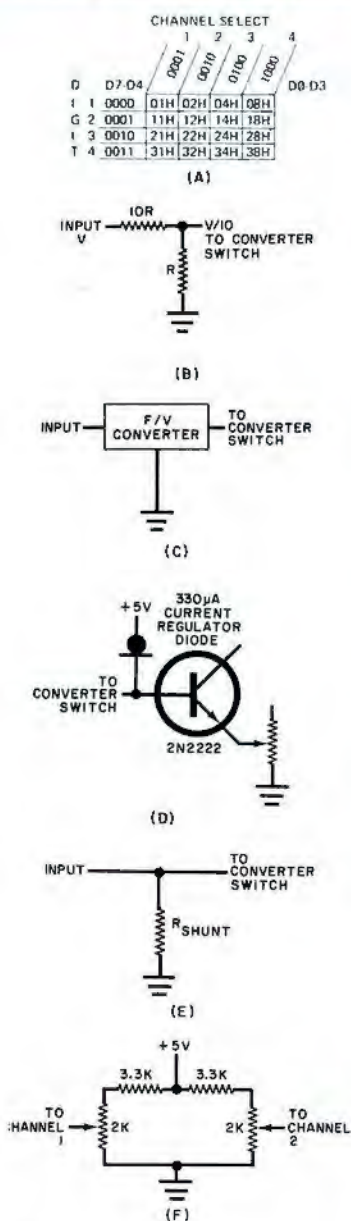 CHANNEL SELECT
1 2 3 4
D D7-D4 0001 0010 0100 1000 D0-D3
I 1 0000 01H 02H 04H 08H
G 2 0001 11H 12H 14H 18H
I 3 0010 21H 22H 24H 28H
T 4 0011 31H 32H 34H 38H
(A)
10R
INPUT V
V/10 TO CONVERTER SWITCH
R
(B)
INPUT
F/V CONVERTER
TO CONVERTER SWITCH
(C)
330µA
CURRENT
REGULATOR
DIODE
+5V
TO CONVERTER SWITCH
2N2222
(D)
INPUT
TO CONVERTER SWITCH
R SHUNT
(E)
+5V
3.3K 3.3K
TO CHANNEL 1
2K
2K
TO CHANNEL 2
(F)